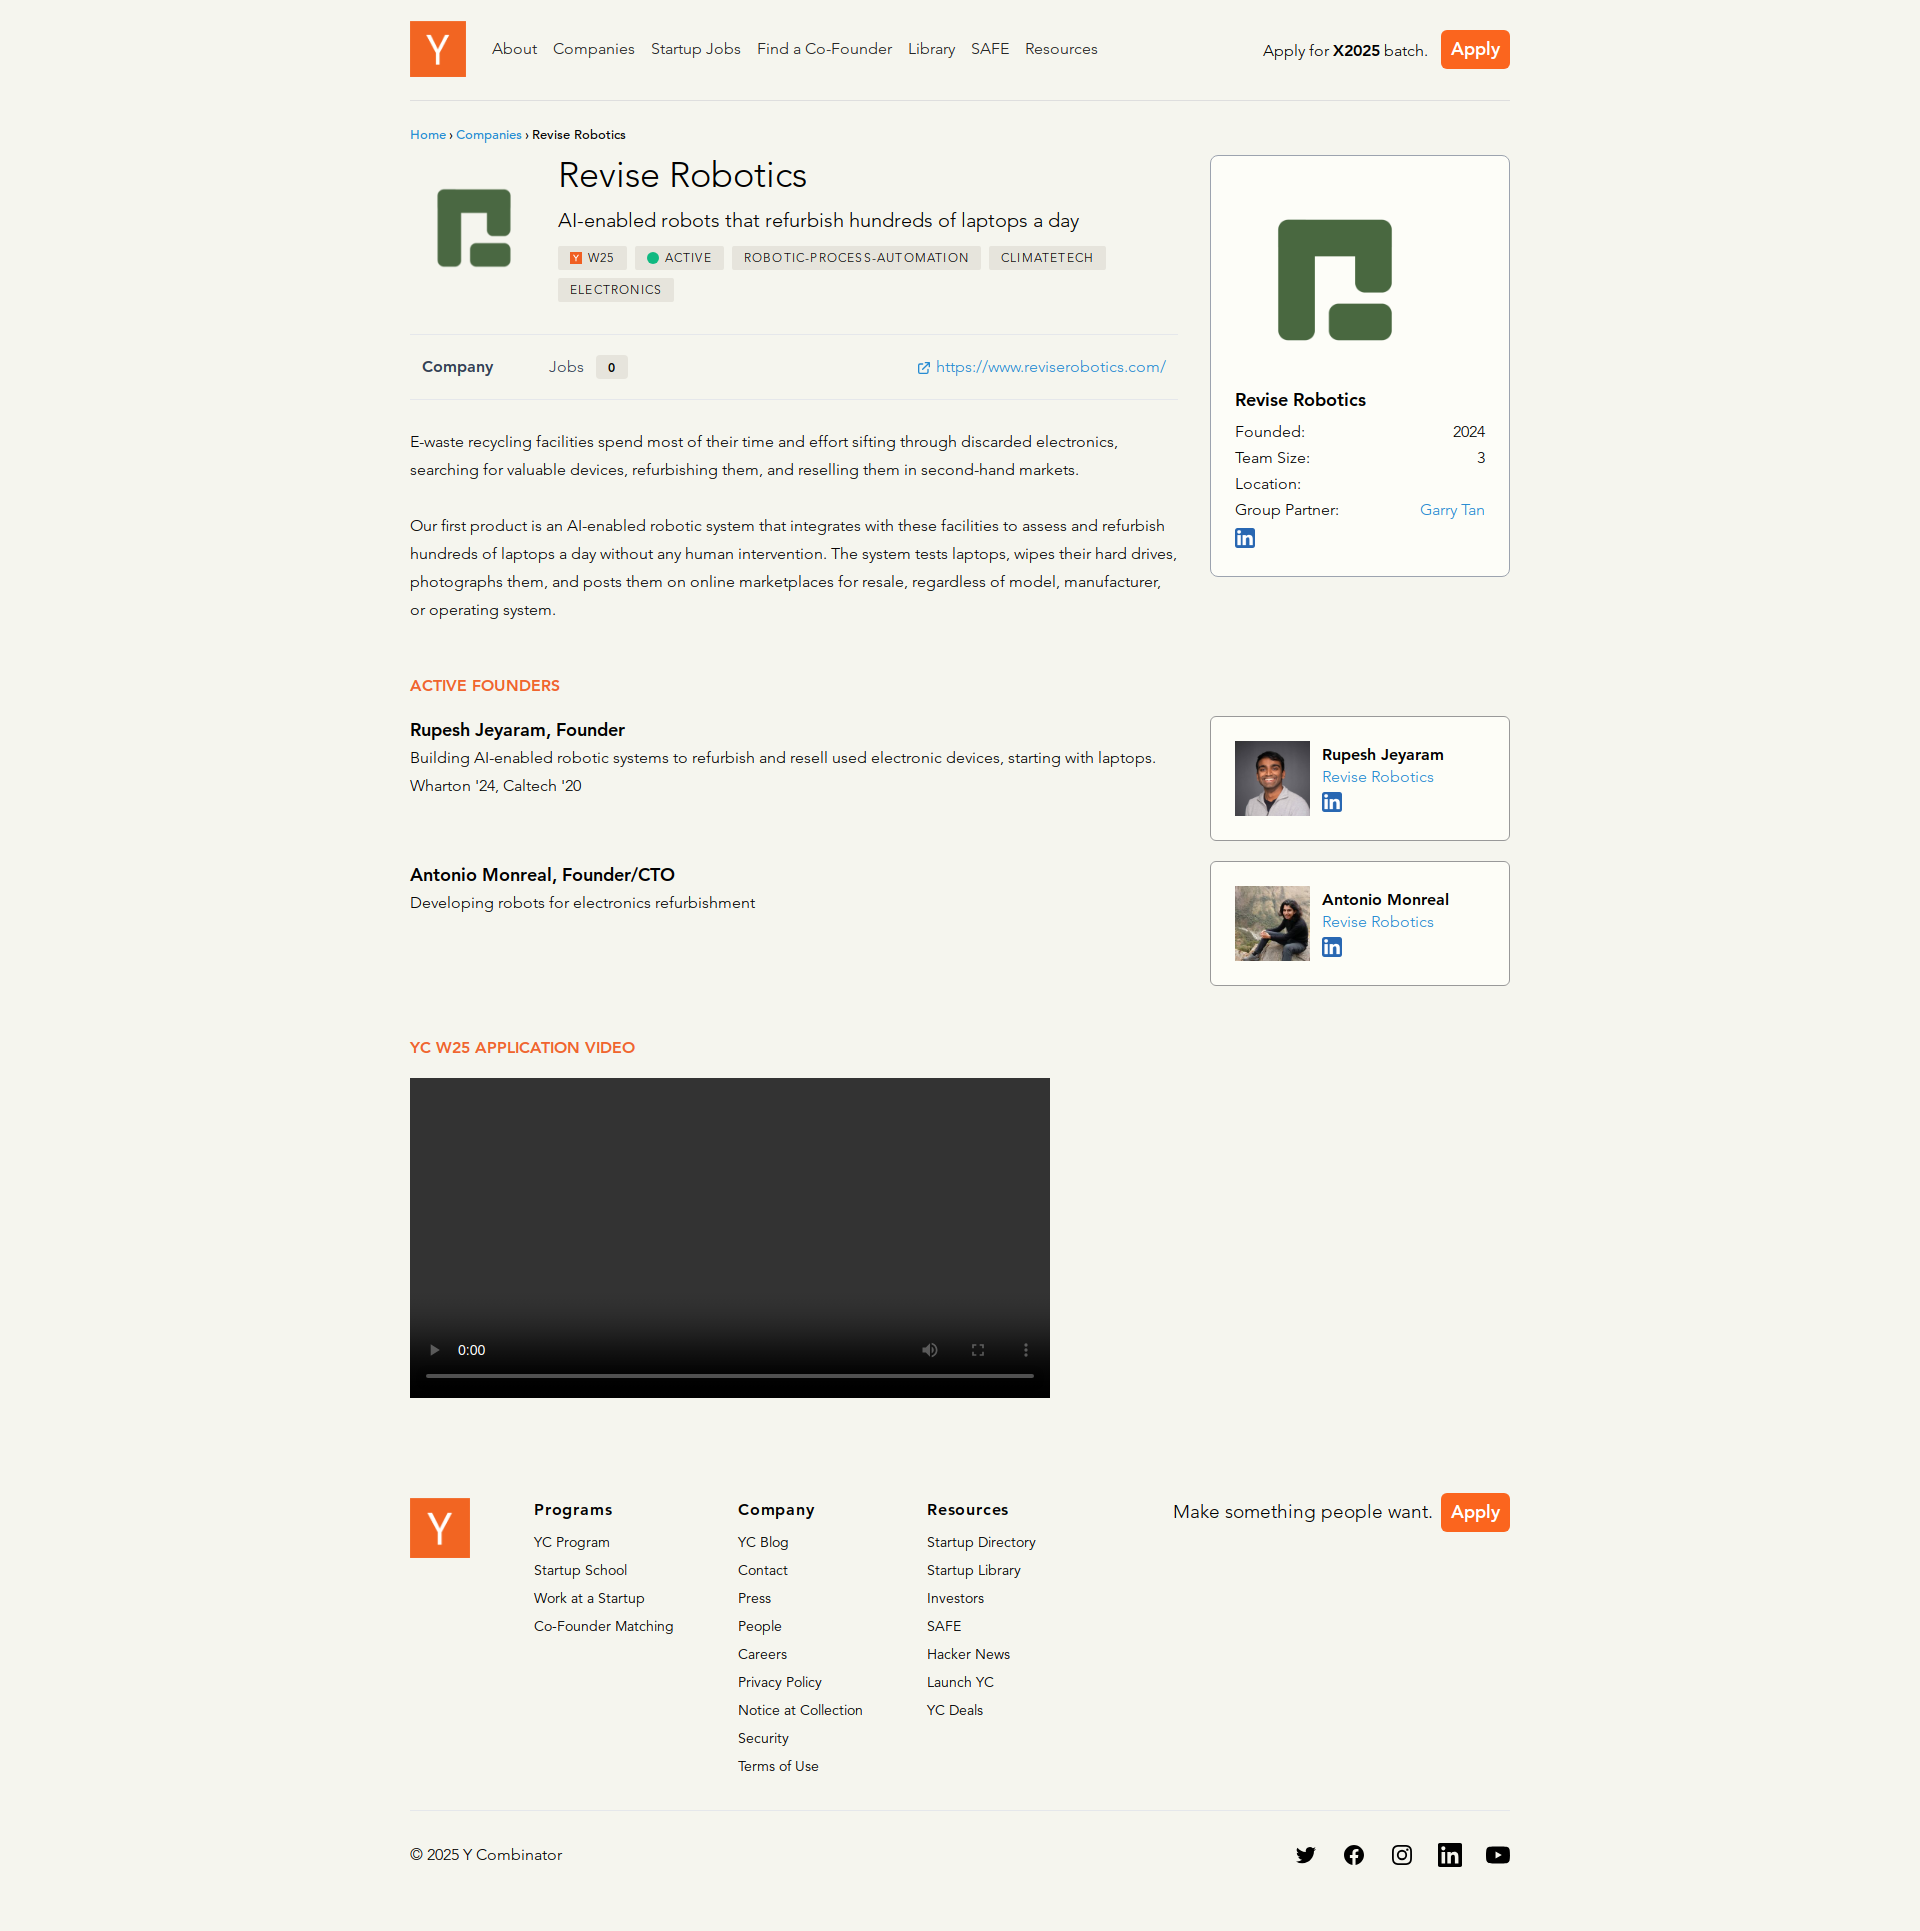 Y
About Companies Startup Jobs Find a Co-Founder Library SAFE Resources
Apply for X2025 batch. Apply
Home › Companies › Revise Robotics
Revise Robotics
AI-enabled robots that refurbish hundreds of laptops a day
Y W25 ACTIVE ROBOTIC-PROCESS-AUTOMATION CLIMATETECH
ELECTRONICS
Company Jobs 0 https://www.reviserobotics.com/
E-waste recycling facilities spend most of their time and effort sifting through discarded electronics,
searching for valuable devices, refurbishing them, and reselling them in second-hand markets.
Our first product is an AI-enabled robotic system that integrates with these facilities to assess and refurbish
hundreds of laptops a day without any human intervention. The system tests laptops, wipes their hard drives,
photographs them, and posts them on online marketplaces for resale, regardless of model, manufacturer,
or operating system.
Revise Robotics
Founded: 2024
Team Size: 3
Location:
Group Partner: Garry Tan
in
ACTIVE FOUNDERS
Rupesh Jeyaram, Founder
Building AI-enabled robotic systems to refurbish and resell used electronic devices, starting with laptops.
Wharton '24, Caltech '20
Rupesh Jeyaram
Revise Robotics
in
Antonio Monreal, Founder/CTO
Developing robots for electronics refurbishment
Antonio Monreal
Revise Robotics
in
YC W25 APPLICATION VIDEO
0:00
Y
Programs
YC Program
Startup School
Work at a Startup
Co-Founder Matching
Company
YC Blog
Contact
Press
People
Careers
Privacy Policy
Notice at Collection
Security
Terms of Use
Resources
Startup Directory
Startup Library
Investors
SAFE
Hacker News
Launch YC
YC Deals
Make something people want. Apply
© 2025 Y Combinator
in